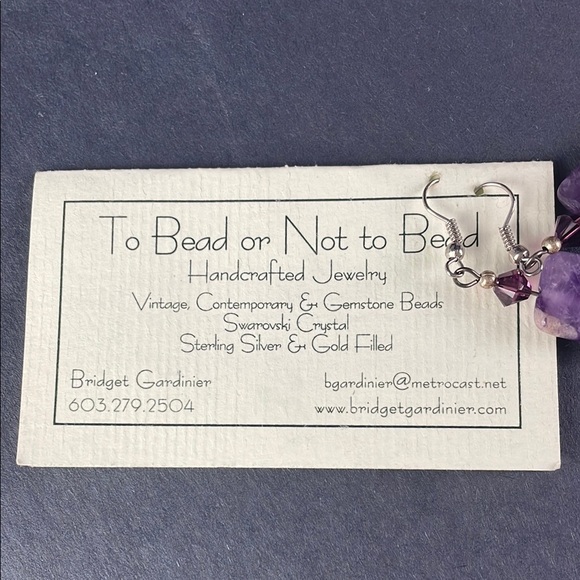 To Bead or Not to Bead
Handcrafted Jewelry
Vintage, Contemporary & Gemstone Beads
Swarovski Crystal
Sterling Silver & Gold Filled
Bridget Gardinier
bgardinier@metrocast.net
603.279.2504
www.bridgetgardinier.com